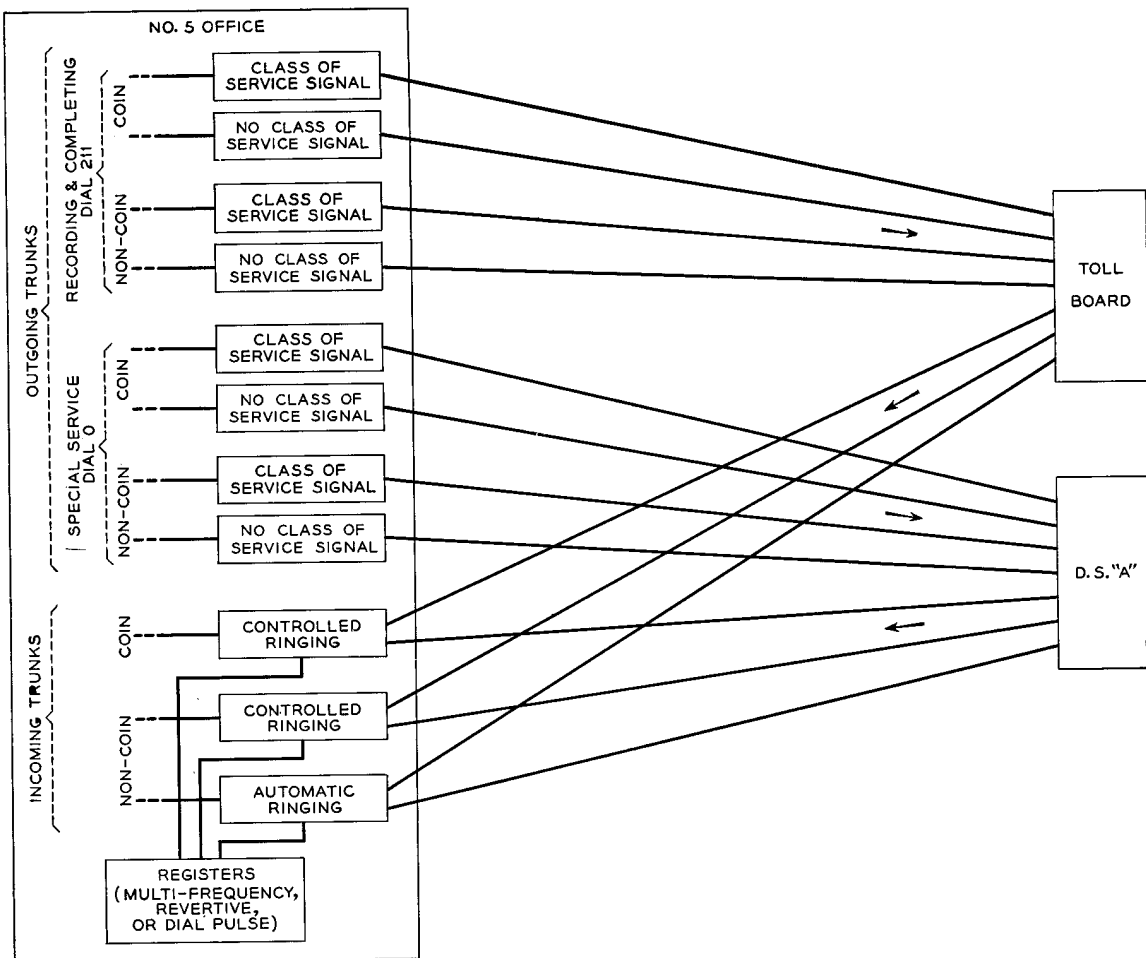 NO. 5 OFFICE
OUTGOING TRUNKS
RECORDING & COMPLETING
DIAL 211
COIN
CLASS OF
SERVICE SIGNAL
NO CLASS OF
SERVICE SIGNAL
NON-COIN
CLASS OF
SERVICE SIGNAL
NO CLASS OF
SERVICE SIGNAL
SPECIAL SERVICE
DIAL 0
COIN
CLASS OF
SERVICE SIGNAL
NO CLASS OF
SERVICE SIGNAL
NON-COIN
CLASS OF
SERVICE SIGNAL
NO CLASS OF
SERVICE SIGNAL
INCOMING TRUNKS
COIN
CONTROLLED
RINGING
NON-COIN
CONTROLLED
RINGING
AUTOMATIC
RINGING
REGISTERS
(MULTI-FREQUENCY,
REVERTIVE,
OR DIAL PULSE)
TOLL
BOARD
D.S."A"